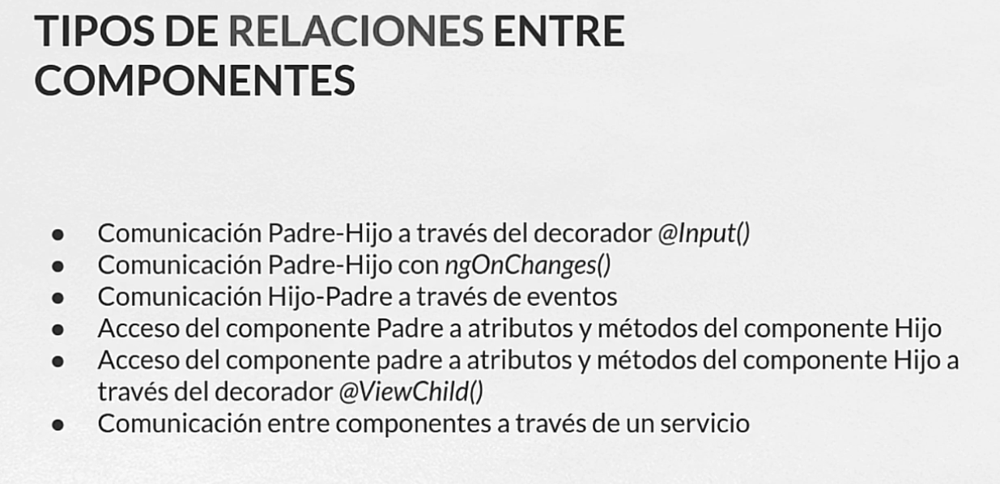 TIPOS DE RELACIONES ENTRE
COMPONENTES
● Comunicación Padre-Hijo a través del decorador @Input()
● Comunicación Padre-Hijo con ngOnChanges()
● Comunicación Hijo-Padre a través de eventos
● Acceso del componente Padre a atributos y métodos del componente Hijo
● Acceso del componente padre a atributos y métodos del componente Hijo a
través del decorador @ViewChild()
● Comunicación entre componentes a través de un servicio